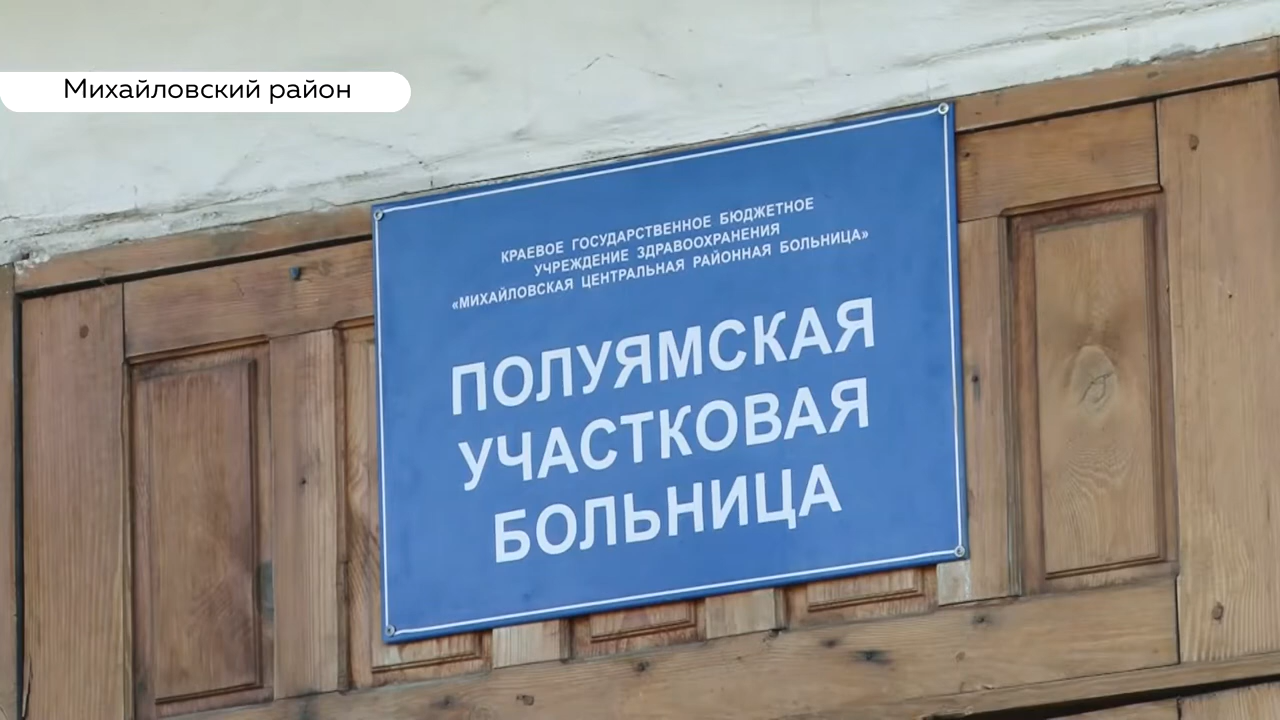 Михайловский район
КРАЕВОЕ ГОСУДАРСТВЕННОЕ БЮДЖЕТНОЕ
УЧРЕЖДЕНИЕ ЗДРАВООХРАНЕНИЯ
«МИХАЙЛОВСКАЯ ЦЕНТРАЛЬНАЯ РАЙОННАЯ БОЛЬНИЦА»
ПОЛУЯМСКАЯ
УЧАСТКОВАЯ
БОЛЬНИЦА